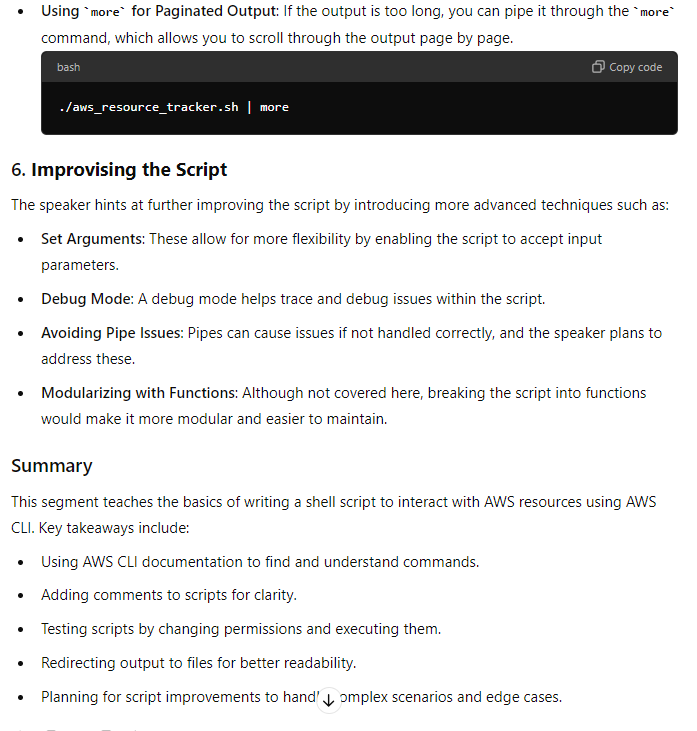 Using `more` for Paginated Output: If the output is too long, you can pipe it through the `more`
command, which allows you to scroll through the output page by page.
bash
Copy code
./aws_resource_tracker.sh | more
6. Improvising the Script
The speaker hints at further improving the script by introducing more advanced techniques such as:
Set Arguments: These allow for more flexibility by enabling the script to accept input
parameters.
Debug Mode: A debug mode helps trace and debug issues within the script.
Avoiding Pipe Issues: Pipes can cause issues if not handled correctly, and the speaker plans to
address these.
Modularizing with Functions: Although not covered here, breaking the script into functions
would make it more modular and easier to maintain.
Summary
This segment teaches the basics of writing a shell script to interact with AWS resources using AWS
CLI. Key takeaways include:
Using AWS CLI documentation to find and understand commands.
Adding comments to scripts for clarity.
Testing scripts by changing permissions and executing them.
Redirecting output to files for better readability.
Planning for script improvements to scenarios and edge cases.